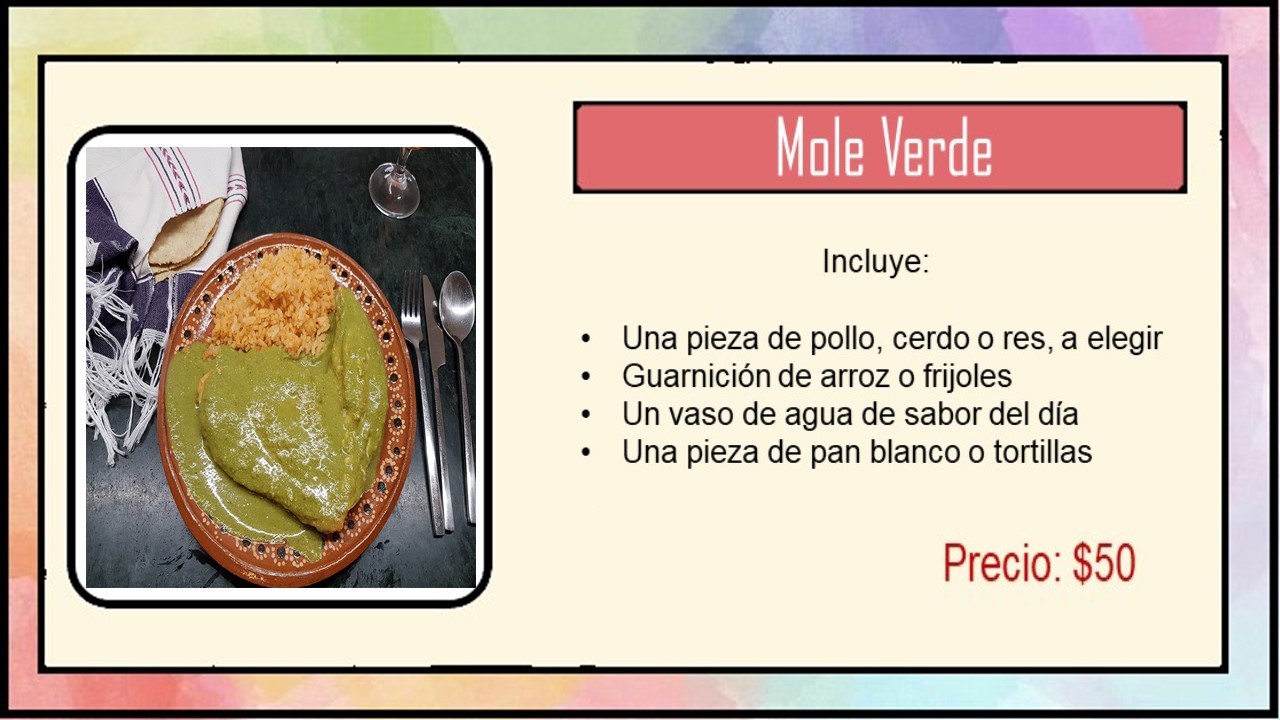 Mole Verde
Incluye:
• Una pieza de pollo, cerdo o res, a elegir
• Guarnición de arroz o frijoles
• Un vaso de agua de sabor del día
• Una pieza de pan blanco o tortillas
Precio: $50